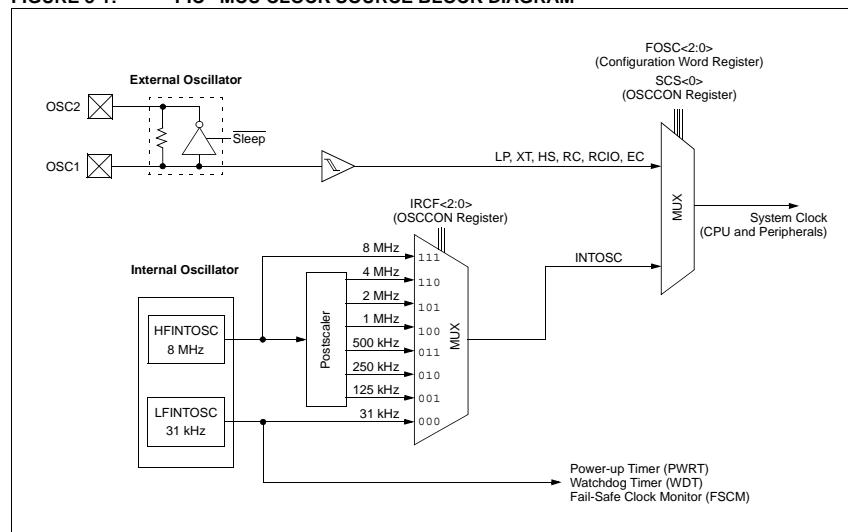 FOSC<2:0>
(Configuration Word Register)
SCS<0>
(OSCCON Register)
External Oscillator
OSC2
Sleep
OSC1
LP, XT, HS, RC, RCIO, EC
MUX
System Clock
(CPU and Peripherals)
IRCF<2:0>
(OSCCON Register)
8 MHz
111
INTOSC
Internal Oscillator
4 MHz
110
2 MHz
101
HFINTOSC
8 MHz
Postscaler
1 MHz
100
MUX
500 kHz
011
250 kHz
010
125 kHz
001
LFINTOSC
31 kHz
31 kHz
000
Power-up Timer (PWRT)
Watchdog Timer (WDT)
Fail-Safe Clock Monitor (FSCM)